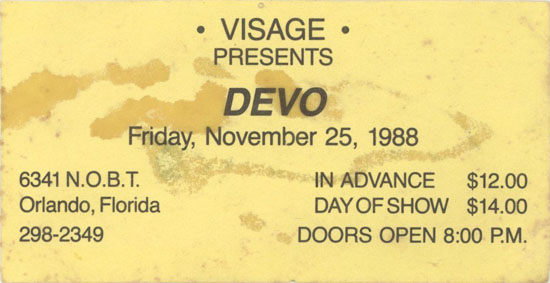 • VISAGE •
PRESENTS
DEVO
Friday, November 25, 1988
6341 N.O.B.T.
Orlando, Florida
298-2349
IN ADVANCE $12.00
DAY OF SHOW $14.00
DOORS OPEN 8:00 P.M.